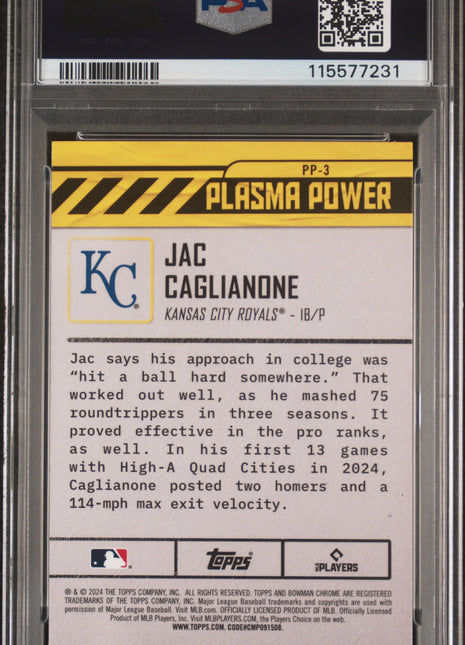 PSA
115577231
PP-3
PLASMA POWER
KC
JAC
CAGLIANONE
KANSAS CITY ROYALS® - 1B/P
Jac says his approach in college was
"hit a ball hard somewhere." That
worked out well, as he mashed 75
roundtrippers in three seasons. It
proved effective in the pro ranks,
as well. In his first 13 games
with High-A Quad Cities in 2024,
Caglianone posted two homers and a
114-mph max exit velocity.
topps®
PLAYERS
® & © 2024 THE TOPPS COMPANY, INC. ALL RIGHTS RESERVED. TOPPS AND BOWMAN CHROME ARE REGISTERED
TRADEMARKS OF THE TOPPS COMPANY, INC. Major League Baseball trademarks and copyrights are used with
permission of Major League Baseball. Visit MLB.com. OFFICIALLY LICENSED PRODUCT OF MLB. Officially Licensed
Product of MLB Players, Inc. Visit MLBPLAYERS.com, the Players Choice on the web.
WWW.TOPPS.COM. CODE#CMP091508.